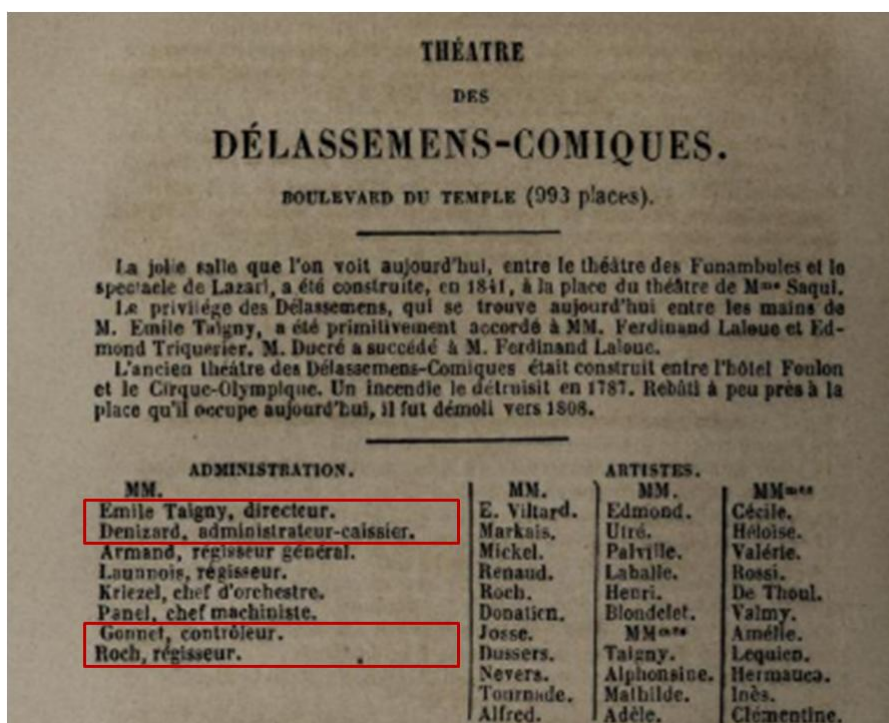 THÉATRE
DES
DÉLASSEMENS-COMIQUES.
BOULEVARD DU TEMPLE (993 places).
La jolie salle que l'on voit aujourd'hui, entre le théâtre des Funambules et le
spectacle de Lazari, a été construite, en 1841, à la place du théâtre de Mme Saqui.
Le privilége des Délassemens, qui se trouve aujourd'hui entre les mains de
M. Emile Taigny, a été primitivement accordé à MM. Ferdinand Laloue et Ed-
mond Triquerier. M. Ducré a succédé à M. Ferdinand Laloue.
L'ancien théâtre des Délassemens-Comiques était construit entre l'hôtel Foulon
et le Cirque-Olympique. Un incendie le détruisit en 1787. Rebâti à peu près à la
place qu'il occupe aujourd'hui, il fut démoli vers 1808.
ADMINISTRATION.
MM.
Emile Taigny, directeur.
Denizard, administrateur-caissier.
Armand, régisseur général.
Launnois, régisseur.
Kriezel, chef d'orchestre.
Panel, chef machiniste.
Gonnet, contrôleur.
Roch, régisseur.
ARTISTES.
MM.
E. Viltard.
Markais.
Mickel.
Renaud.
Roch.
Donatien.
Josse.
Dussers.
Nevers.
Tournade.
Alfred.
MM.
Edmond.
Utré.
Palville.
Laballe.
Henri.
Blondelet.
MMmes
Taigny.
Alphonsine.
Mathilde.
Adèle.
MMmes
Cécile.
Héloïse.
Valérie.
Rossi.
De Thoul.
Valmy.
Amélie.
Lequien.
Hermauca.
Inès.
Clémentine.